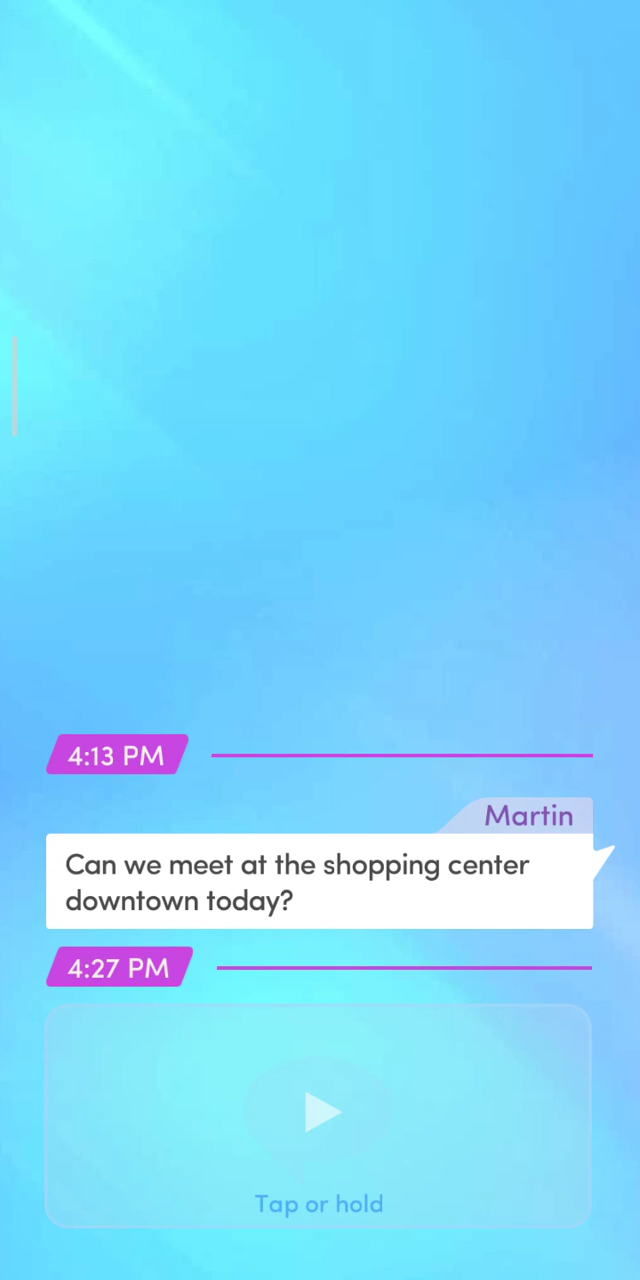 4:13 PM
Martin
Can we meet at the shopping center
downtown today?
4:27 PM
Tap or hold